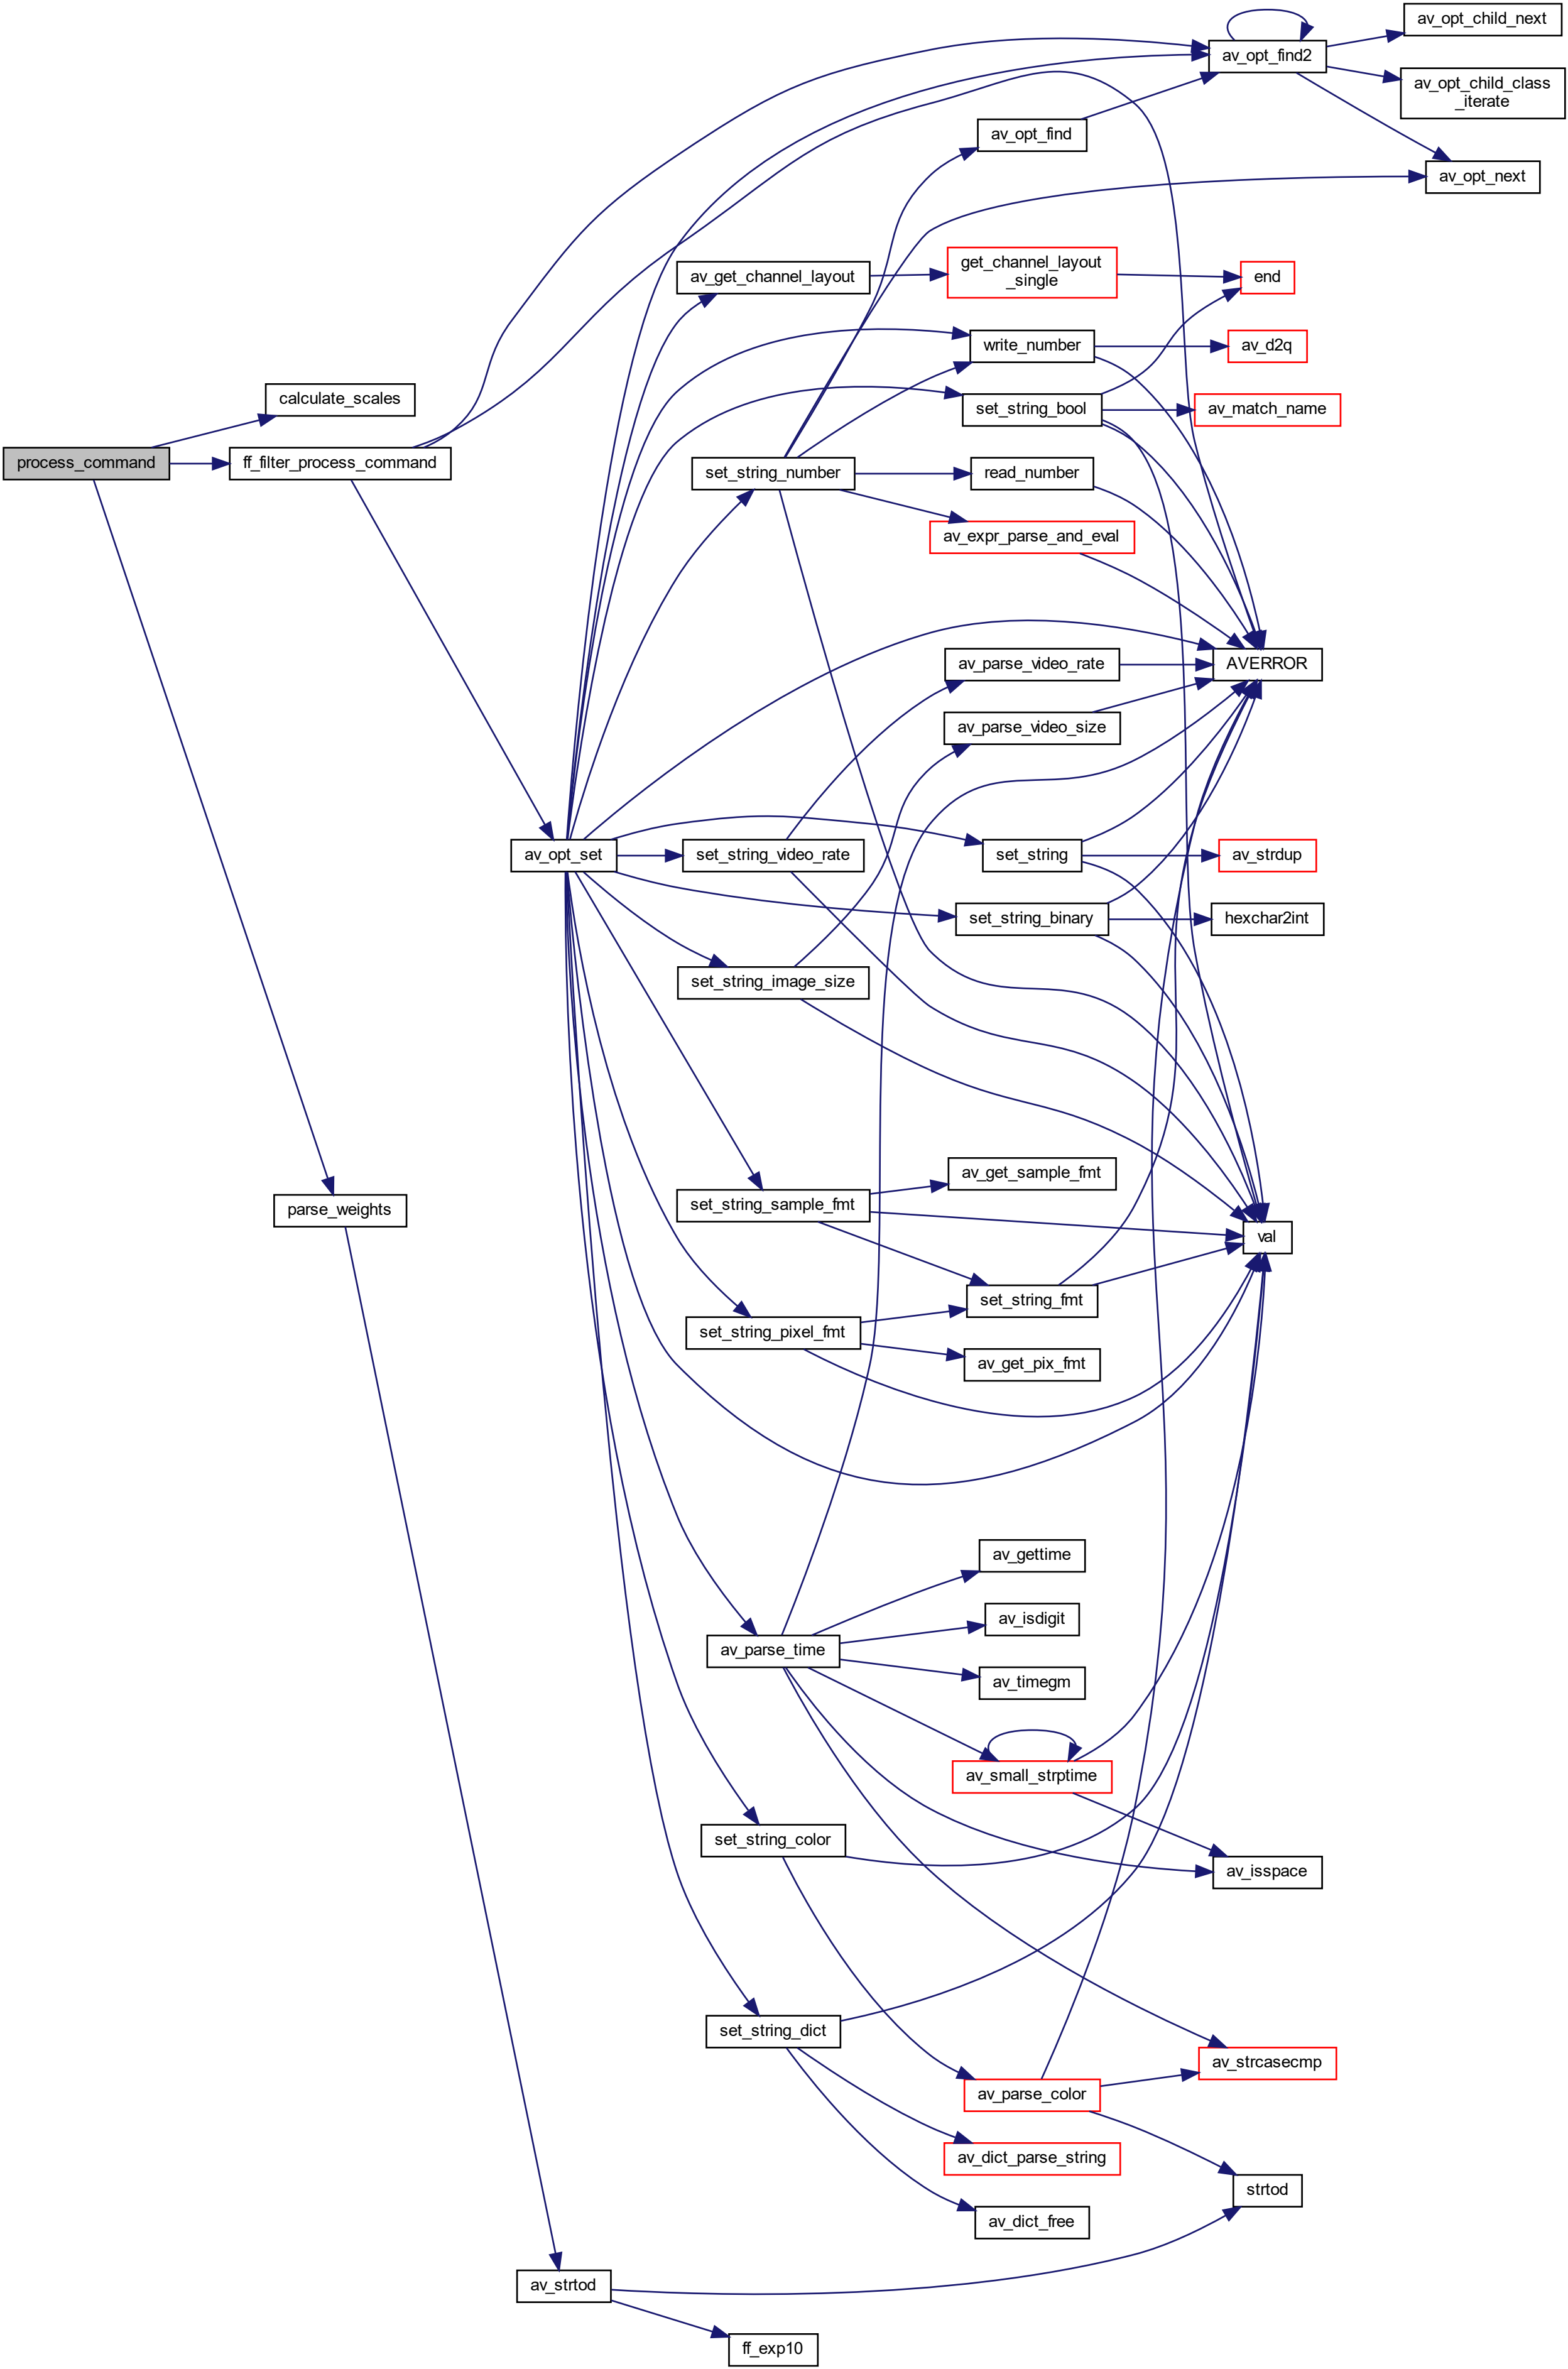 av_opt_child_next
av_opt_find2
av_opt_child_class
_iterate
av_opt_find
av_opt_next
av_get_channel_layout
get_channel_layout
_single
end
write_number
av_d2q
calculate_scales
set_string_bool
av_match_name
process_command
ff_filter_process_command
set_string_number
read_number
av_expr_parse_and_eval
av_parse_video_rate
AVERROR
av_parse_video_size
av_opt_set
set_string_video_rate
set_string
av_strdup
set_string_binary
hexchar2int
set_string_image_size
av_get_sample_fmt
parse_weights
set_string_sample_fmt
val
set_string_fmt
set_string_pixel_fmt
av_get_pix_fmt
av_gettime
av_isdigit
av_parse_time
av_timegm
av_small_strptime
set_string_color
av_isspace
set_string_dict
av_strcasecmp
av_parse_color
av_dict_parse_string
strtod
av_dict_free
av_strtod
ff_exp10